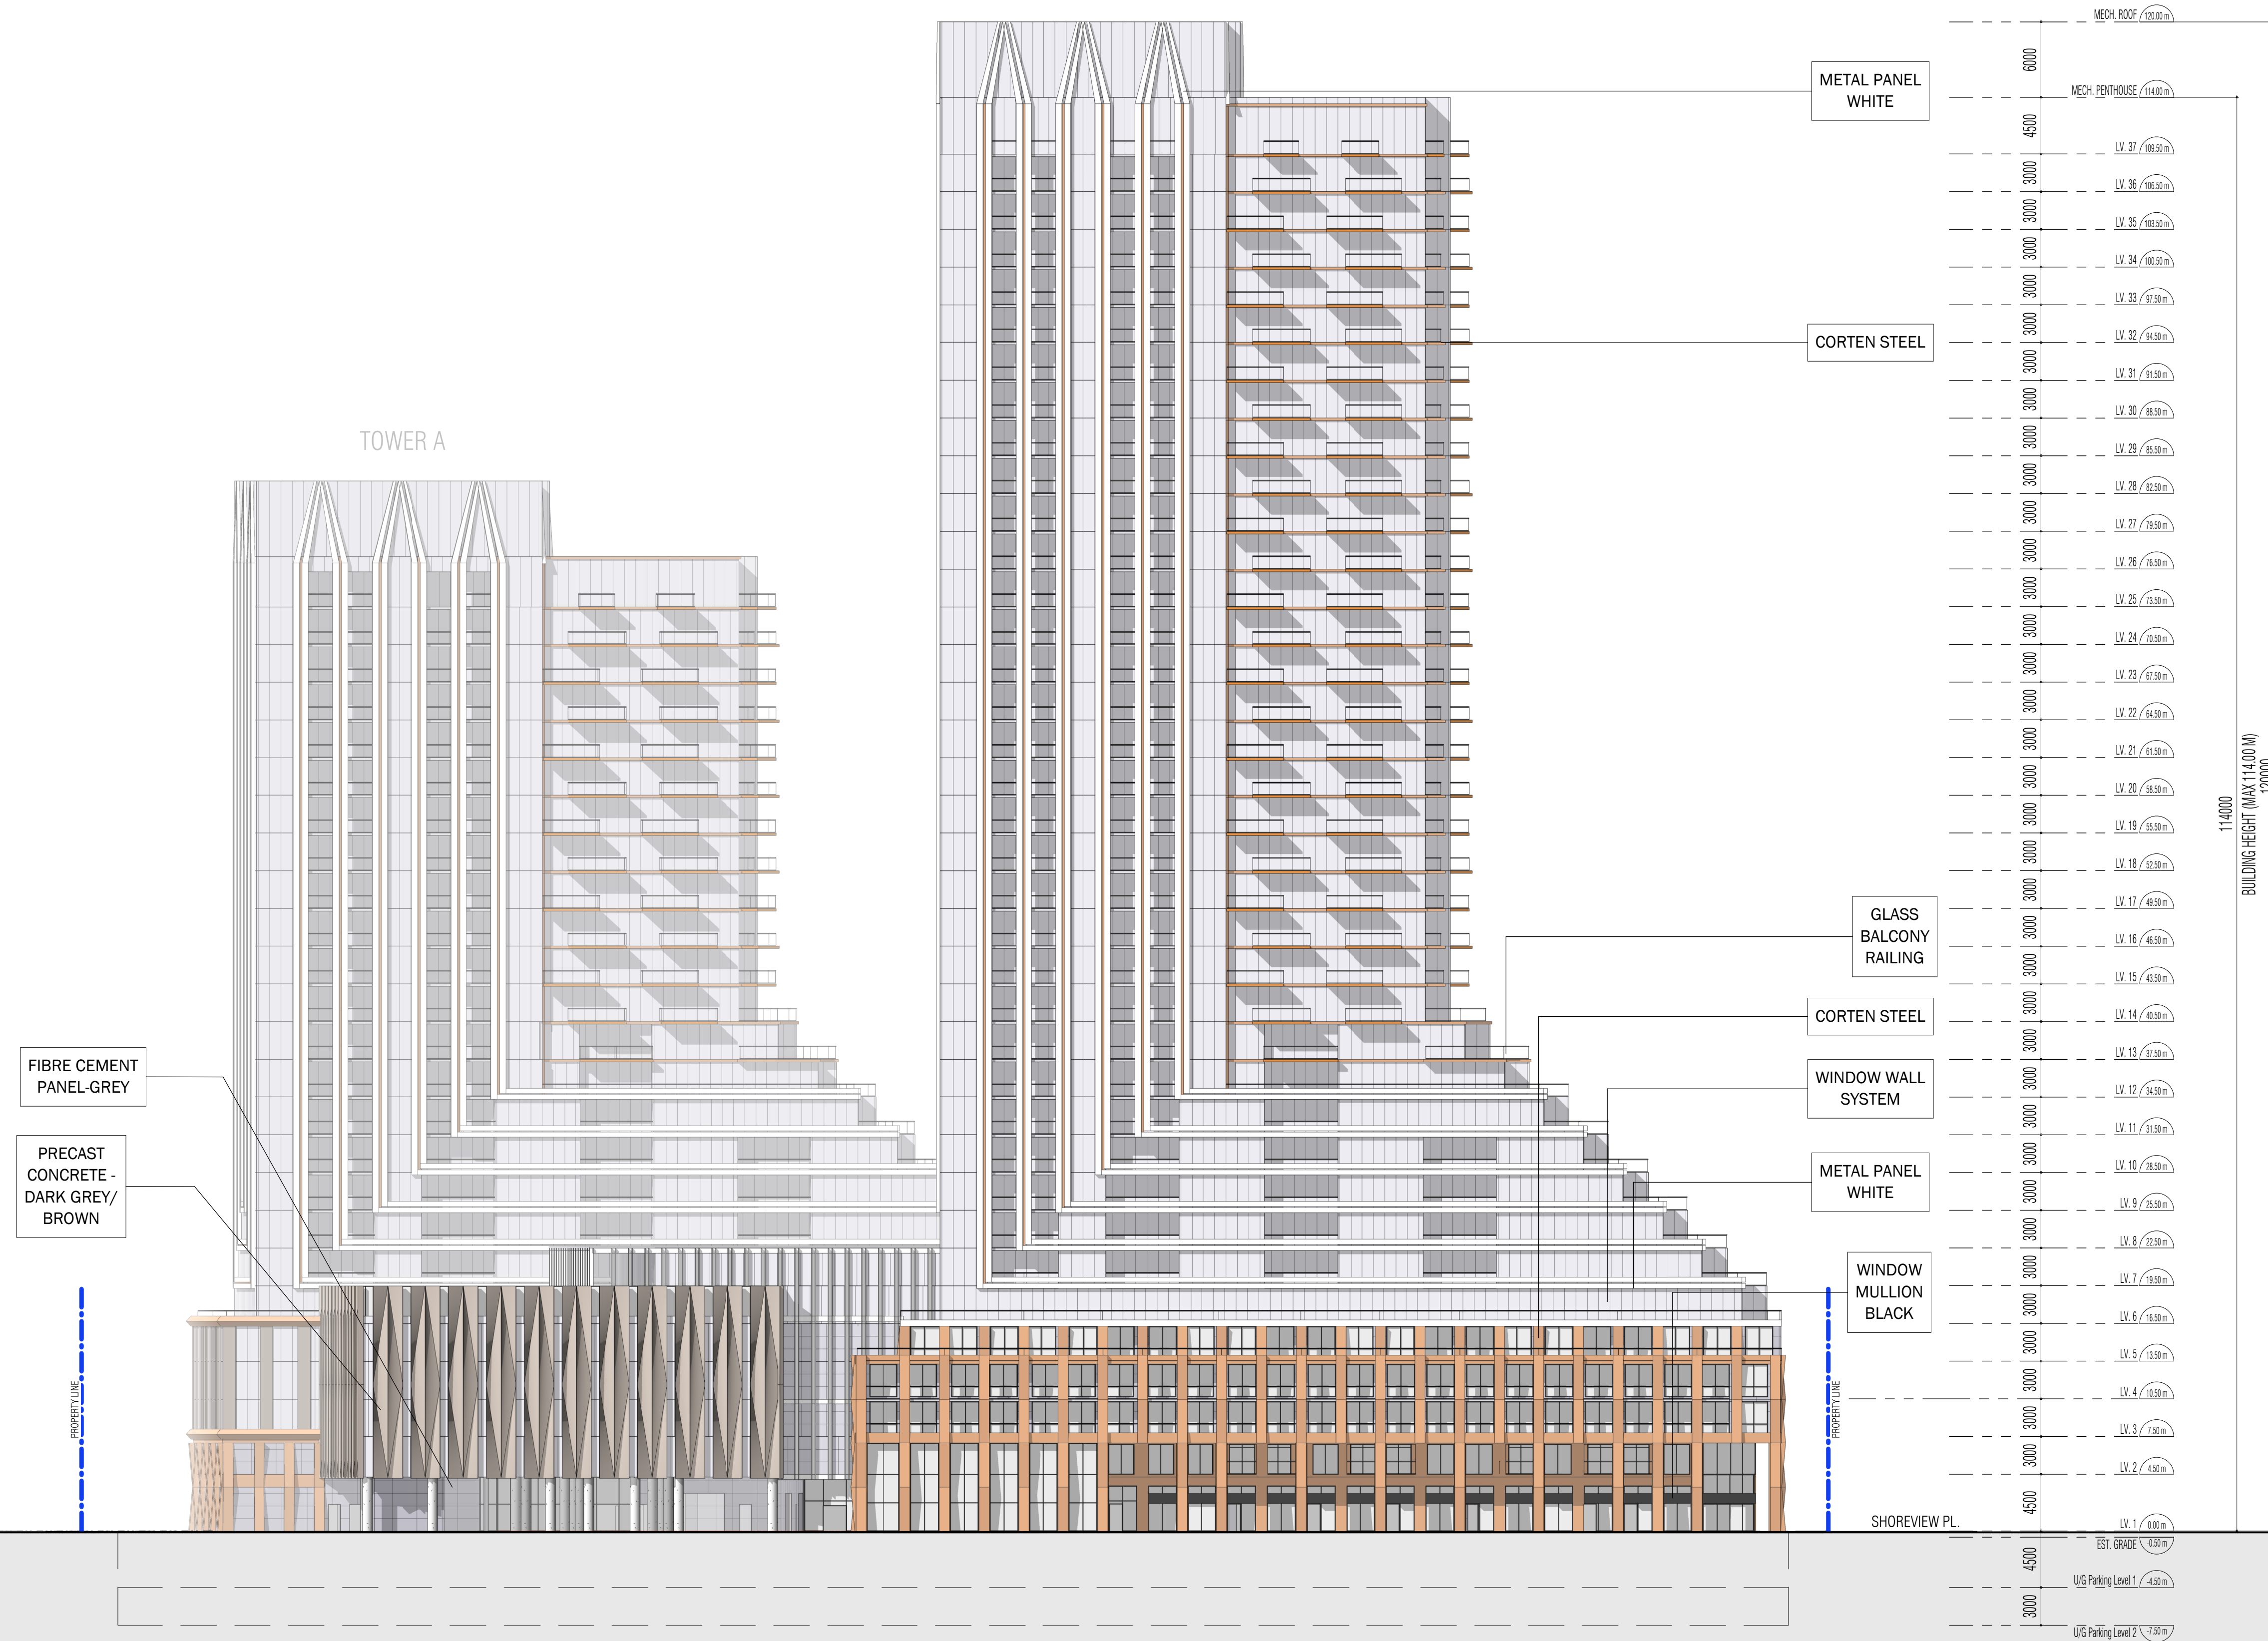 MECH. ROOF 120.00 m
6000
METAL PANEL
WHITE
MECH. PENTHOUSE 114.00 m
4500
LV. 37 109.50 m
3000
LV. 36 106.50 m
3000
LV. 35 103.50 m
3000
LV. 34 100.50 m
3000
LV. 33 97.50 m
3000
CORTEN STEEL
LV. 32 94.50 m
3000
LV. 31 91.50 m
3000
LV. 30 88.50 m
3000
TOWER A
LV. 29 85.50 m
3000
LV. 28 82.50 m
3000
LV. 27 79.50 m
3000
LV. 26 76.50 m
3000
LV. 25 73.50 m
3000
LV. 24 70.50 m
3000
LV. 23 67.50 m
3000
LV. 22 64.50 m
3000
LV. 21 61.50 m
3000
LV. 20 58.50 m
3000
114000
BUILDING HEIGHT (MAX 114.00 M)
120000
LV. 19 55.50 m
3000
LV. 18 52.50 m
3000
LV. 17 49.50 m
3000
GLASS
BALCONY
RAILING
LV. 16 46.50 m
3000
LV. 15 43.50 m
3000
CORTEN STEEL
LV. 14 40.50 m
3000
LV. 13 37.50 m
3000
FIBRE CEMENT
PANEL-GREY
WINDOW WALL
SYSTEM
LV. 12 34.50 m
3000
LV. 11 31.50 m
3000
PRECAST
CONCRETE -
DARK GREY/
BROWN
METAL PANEL
WHITE
LV. 10 28.50 m
3000
LV. 9 25.50 m
3000
LV. 8 22.50 m
3000
WINDOW
MULLION
BLACK
LV. 7 19.50 m
3000
LV. 6 16.50 m
3000
LV. 5 13.50 m
3000
PROPERTY LINE
PROPERTY LINE
LV. 4 10.50 m
3000
LV. 3 7.50 m
3000
LV. 2 4.50 m
4500
SHOREVIEW PL.
LV. 1 0.00 m
EST. GRADE -0.50 m
4500
U/G Parking Level 1 -4.50 m
3000
U/G Parking Level 2 -7.50 m